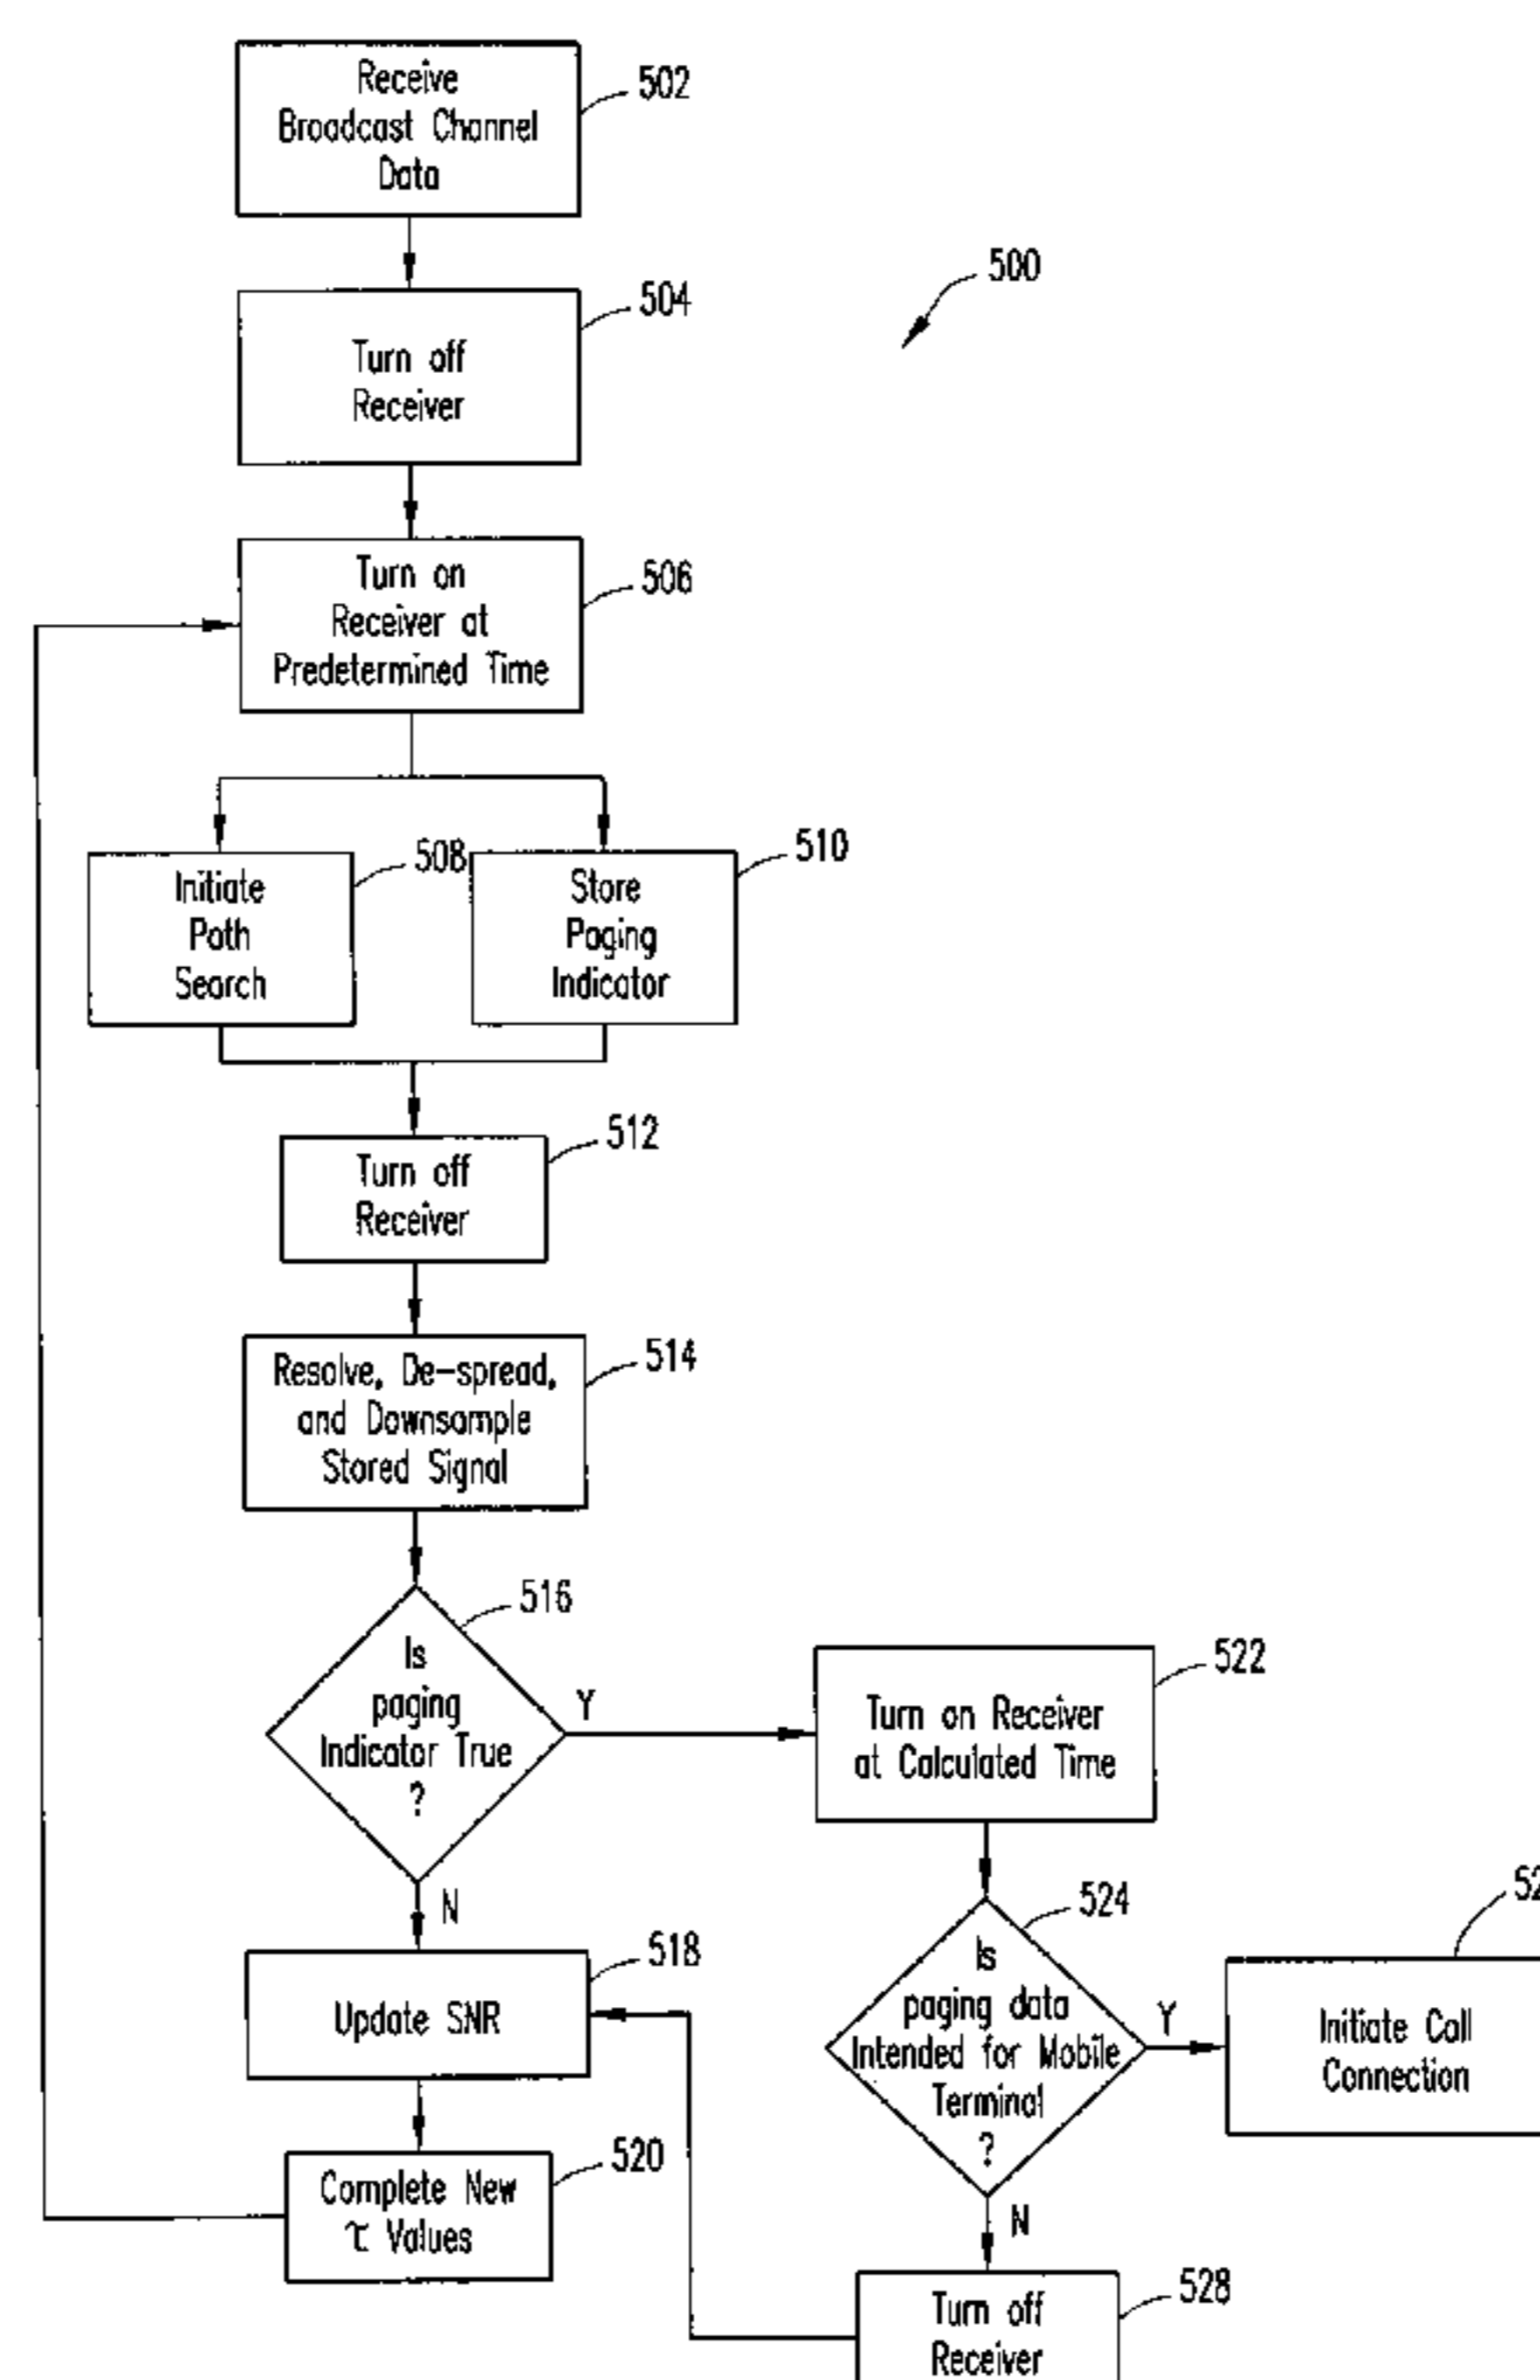 Receive
Broadcast Channel
Data
502
500
Turn off
Receiver
504
Turn on
Receiver at
Predetermined Time
506
Initiate
Path
Search
508
Store
Paging
Indicator
510
Turn off
Receiver
512
Resolve, De-spread,
and Downsample
Stored Signal
514
Is
paging
Indicator True
?
516
Y
N
Turn on Receiver
at Calculated Time
522
Is
paging data
Intended for Mobile
Terminal
?
524
Y
N
Initiate Call
Connection
Update SNR
518
Complete New
τ Values
520
Turn off
Receiver
528